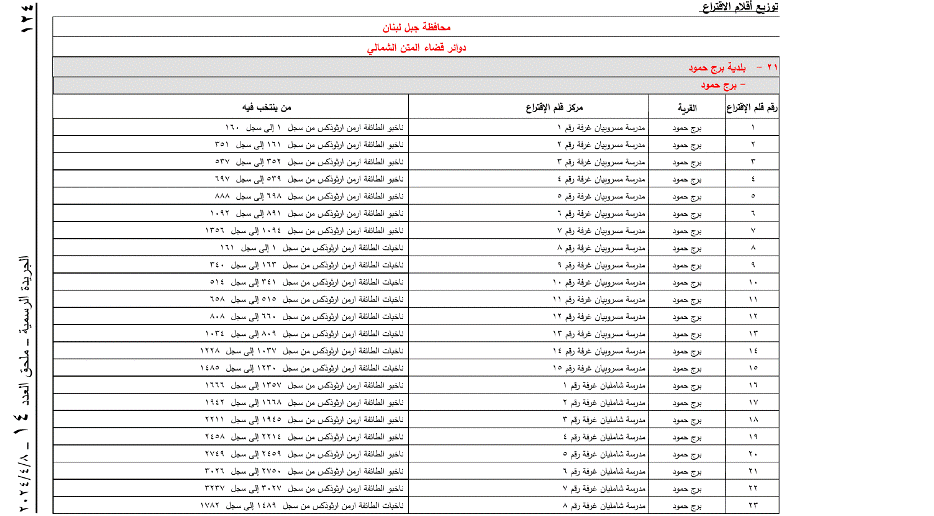 توزيع أقلام الاقتراع
محافظة جبل لبنان
دوائر قضاء المتن الشمالي
٢١ - بلدية برج حمود
- برج حمود
رقم قلم الإقتراع القرية مركز قلم الإقتراع من ينتخب فيه
١ برج حمود مدرسة مسروبيان غرفة رقم ١ ناخبو الطائفة ارمن ارثوذكس من سجل ١ إلى سجل ١٦٠
٢ برج حمود مدرسة مسروبيان غرفة رقم ٢ ناخبو الطائفة ارمن ارثوذكس من سجل ١٦١ إلى سجل ٣٥١
٣ برج حمود مدرسة مسروبيان غرفة رقم ٣ ناخبو الطائفة ارمن ارثوذكس من سجل ٣٥٢ إلى سجل ٥٣٧
٤ برج حمود مدرسة مسروبيان غرفة رقم ٤ ناخبو الطائفة ارمن ارثوذكس من سجل ٥٣٩ إلى سجل ٦٩٧
٥ برج حمود مدرسة مسروبيان غرفة رقم ٥ ناخبو الطائفة ارمن ارثوذكس من سجل ٦٩٨ إلى سجل ٨٨٨
٦ برج حمود مدرسة مسروبيان غرفة رقم ٦ ناخبو الطائفة ارمن ارثوذكس من سجل ٨٩١ إلى سجل ١٠٩٢
٧ برج حمود مدرسة مسروبيان غرفة رقم ٧ ناخبو الطائفة ارمن ارثوذكس من سجل ١٠٩٤ إلى سجل ١٣٥٦
٨ برج حمود مدرسة مسروبيان غرفة رقم ٨ ناخبات الطائفة ارمن ارثوذكس من سجل ١ إلى سجل ١٦١
٩ برج حمود مدرسة مسروبيان غرفة رقم ٩ ناخبات الطائفة ارمن ارثوذكس من سجل ١٦٣ إلى سجل ٣٤٠
١٠ برج حمود مدرسة مسروبيان غرفة رقم ١٠ ناخبات الطائفة ارمن ارثوذكس من سجل ٣٤١ إلى سجل ٥١٤
١١ برج حمود مدرسة مسروبيان غرفة رقم ١١ ناخبات الطائفة ارمن ارثوذكس من سجل ٥١٥ إلى سجل ٦٥٨
١٢ برج حمود مدرسة مسروبيان غرفة رقم ١٢ ناخبات الطائفة ارمن ارثوذكس من سجل ٦٦٠ إلى سجل ٨٠٨
١٣ برج حمود مدرسة مسروبيان غرفة رقم ١٣ ناخبات الطائفة ارمن ارثوذكس من سجل ٨٠٩ إلى سجل ١٠٣٤
١٤ برج حمود مدرسة مسروبيان غرفة رقم ١٤ ناخبات الطائفة ارمن ارثوذكس من سجل ١٠٣٧ إلى سجل ١٢٢٨
١٥ برج حمود مدرسة مسروبيان غرفة رقم ١٥ ناخبات الطائفة ارمن ارثوذكس من سجل ١٢٣٠ إلى سجل ١٤٨٥
١٦ برج حمود مدرسة شامليان غرفة رقم ١ ناخبو الطائفة ارمن ارثوذكس من سجل ١٣٥٧ إلى سجل ١٦٦٦
١٧ برج حمود مدرسة شامليان غرفة رقم ٢ ناخبو الطائفة ارمن ارثوذكس من سجل ١٦٦٨ إلى سجل ١٩٤٢
١٨ برج حمود مدرسة شامليان غرفة رقم ٣ ناخبو الطائفة ارمن ارثوذكس من سجل ١٩٤٥ إلى سجل ٢٢١١
١٩ برج حمود مدرسة شامليان غرفة رقم ٤ ناخبو الطائفة ارمن ارثوذكس من سجل ٢٢١٤ إلى سجل ٢٤٥٨
٢٠ برج حمود مدرسة شامليان غرفة رقم ٥ ناخبو الطائفة ارمن ارثوذكس من سجل ٢٤٥٩ إلى سجل ٢٧٤٩
٢١ برج حمود مدرسة شامليان غرفة رقم ٦ ناخبو الطائفة ارمن ارثوذكس من سجل ٢٧٥٠ إلى سجل ٣٠٢٦
٢٢ برج حمود مدرسة شامليان غرفة رقم ٧ ناخبو الطائفة ارمن ارثوذكس من سجل ٣٠٢٧ إلى سجل ٣٢٣٧
٢٣ برج حمود مدرسة شامليان غرفة رقم ٨ ناخبات الطائفة ارمن ارثوذكس من سجل ١٤٨٩ إلى سجل ١٧٨٢
١٢٤
الجريدة الرسمية – ملحق العدد ١٤ – ٢٠٢٤/٤/٨